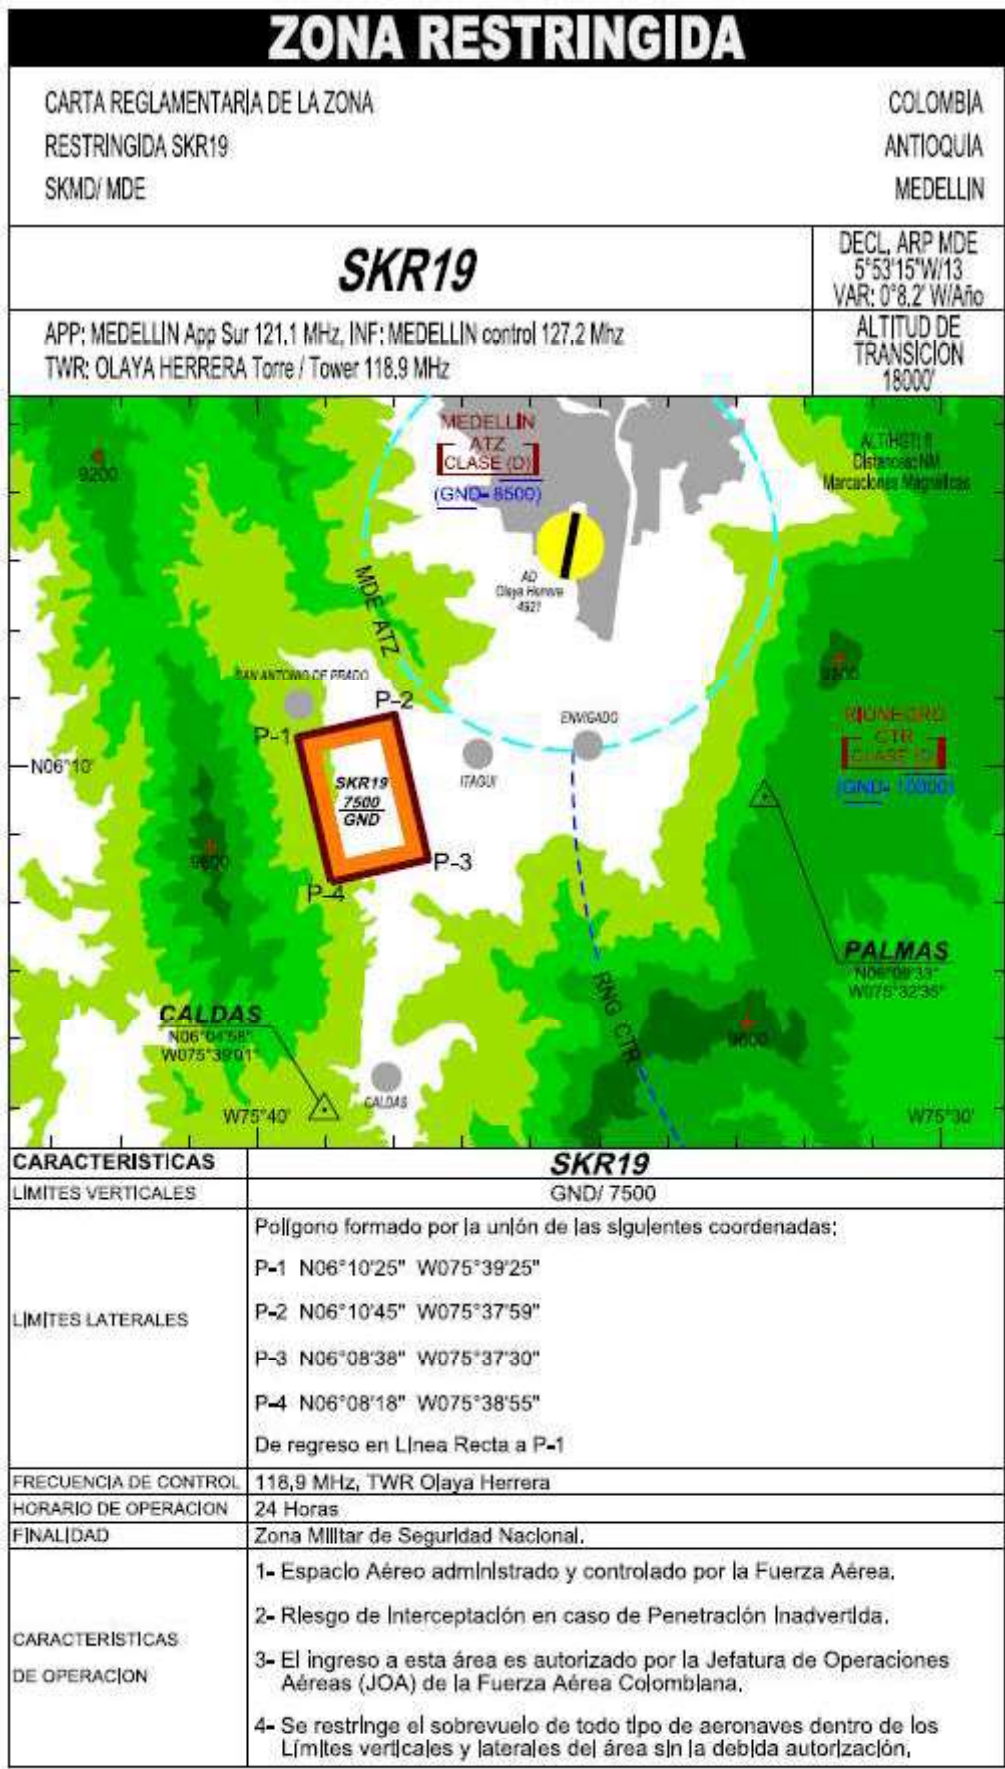 ZONA RESTRINGIDA
CARTA REGLAMENTARIA DE LA ZONA
RESTRINGIDA SKR19
SKMD/ MDE
COLOMBIA
ANTIOQUIA
MEDELLIN
SKR19
DECL. ARP MDE
5°53'15"W/13
VAR: 0°8.2' W/Año
APP: MEDELLIN App Sur 121.1 MHz, INF: MEDELLIN control 127.2 Mhz
TWR: OLAYA HERRERA Torre / Tower 118.9 MHz
ALTITUD DE
TRANSICION
18000'
MEDELLIN
ATZ
CLASE (D)
(GND- 8500)
ALT/HGT: ft
Distancias: NM
Marcaciones Magnéticas
9200
AD
Olaya Herrera
4921
MDE ATZ
SAN ANTONIO DE PRADO
P-2
P-1
ENVIGADO
ITAGUI
N06°10'
SKR19
7500
GND
RIONEGRO
CTR
(GND- 10000)
P-3
P-4
PALMAS
W075°32'35"
RNG CTR
CALDAS
N06°04'58"
W075°39'01"
CALDAS
W75°40'
W75°30'
CARACTERISTICAS
SKR19
LIMITES VERTICALES
GND/ 7500
LIMITES LATERALES
Polígono formado por la unión de las siguientes coordenadas:
P-1 N06°10'25" W075°39'25"
P-2 N06°10'45" W075°37'59"
P-3 N06°08'38" W075°37'30"
P-4 N06°08'18" W075°38'55"
De regreso en Linea Recta a P-1
FRECUENCIA DE CONTROL
118,9 MHz, TWR Olaya Herrera
HORARIO DE OPERACION
24 Horas
FINALIDAD
Zona Militar de Seguridad Nacional.
CARACTERÍSTICAS
DE OPERACION
1- Espacio Aéreo administrado y controlado por la Fuerza Aérea.
2- Riesgo de Interceptación en caso de Penetración Inadvertida.
3- El ingreso a esta área es autorizado por la Jefatura de Operaciones
Aéreas (JOA) de la Fuerza Aérea Colombiana.
4- Se restringe el sobrevuelo de todo tipo de aeronaves dentro de los
Límites verticales y laterales del área sin la debida autorización.